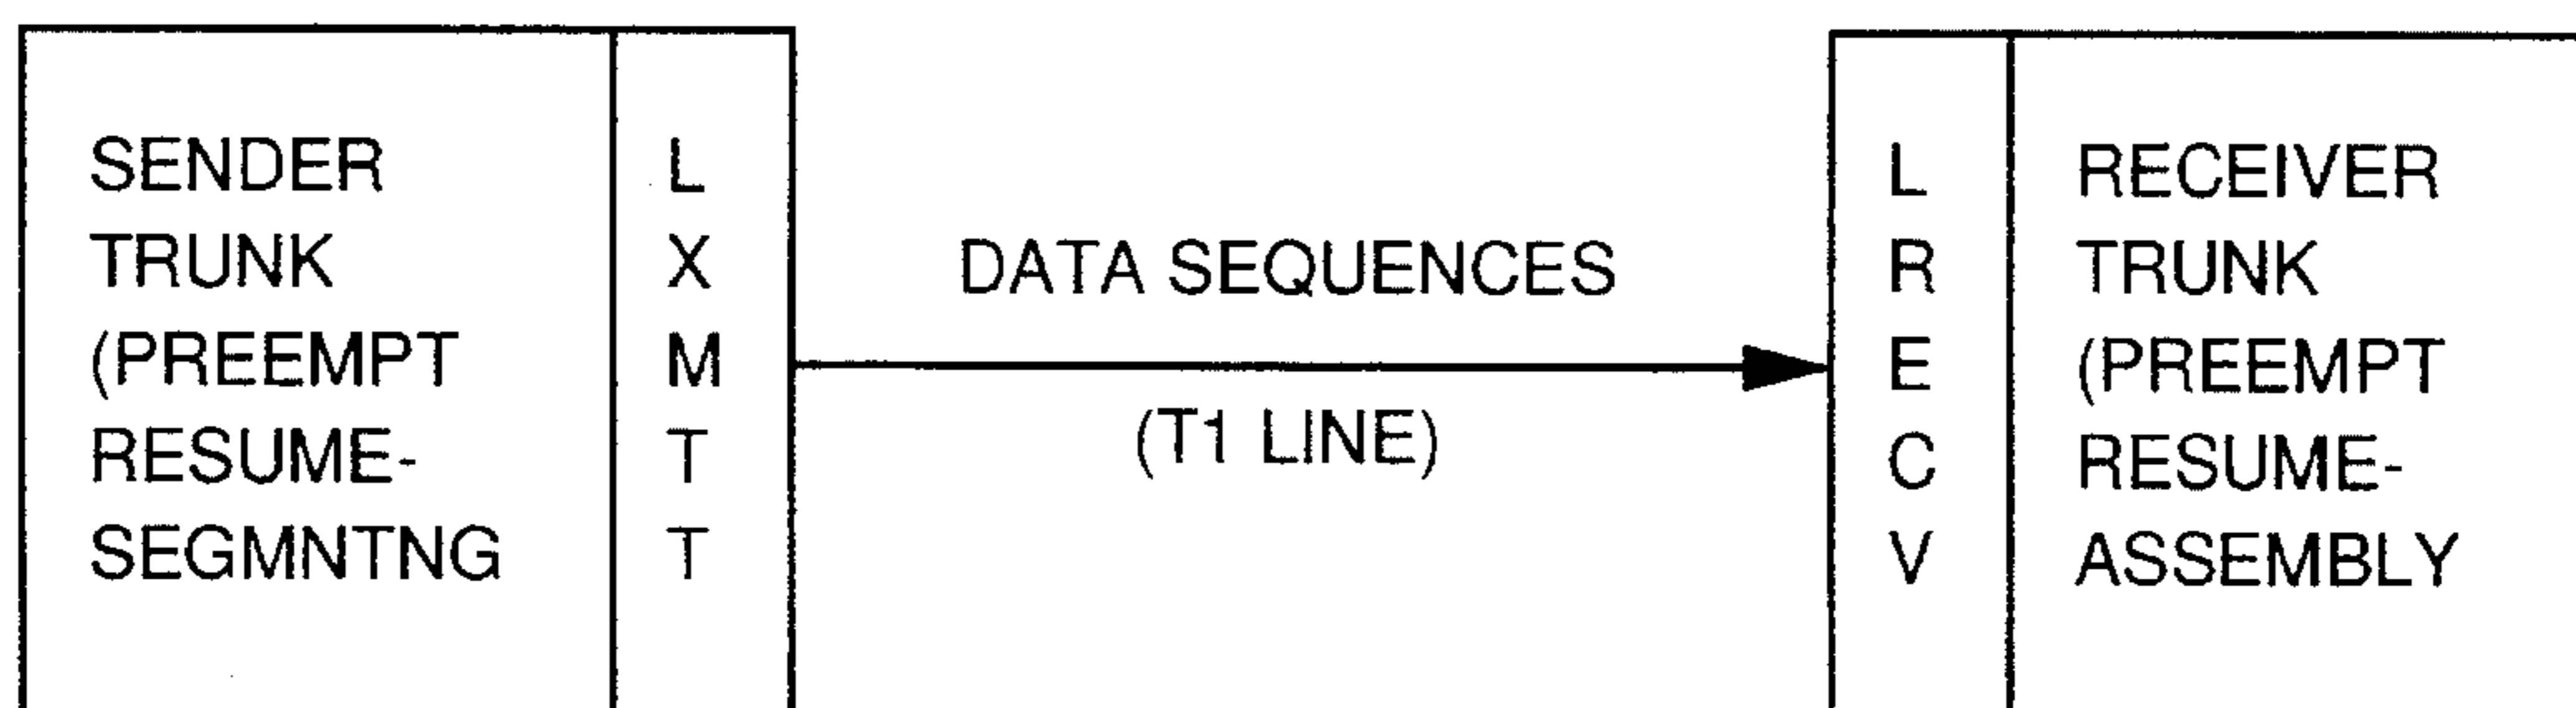 SENDER
TRUNK
(PREEMPT
RESUME-
SEGMNTNG
L
X
M
T
T
DATA SEQUENCES
(T1 LINE)
L
R
E
C
V
RECEIVER
TRUNK
(PREEMPT
RESUME-
ASSEMBLY